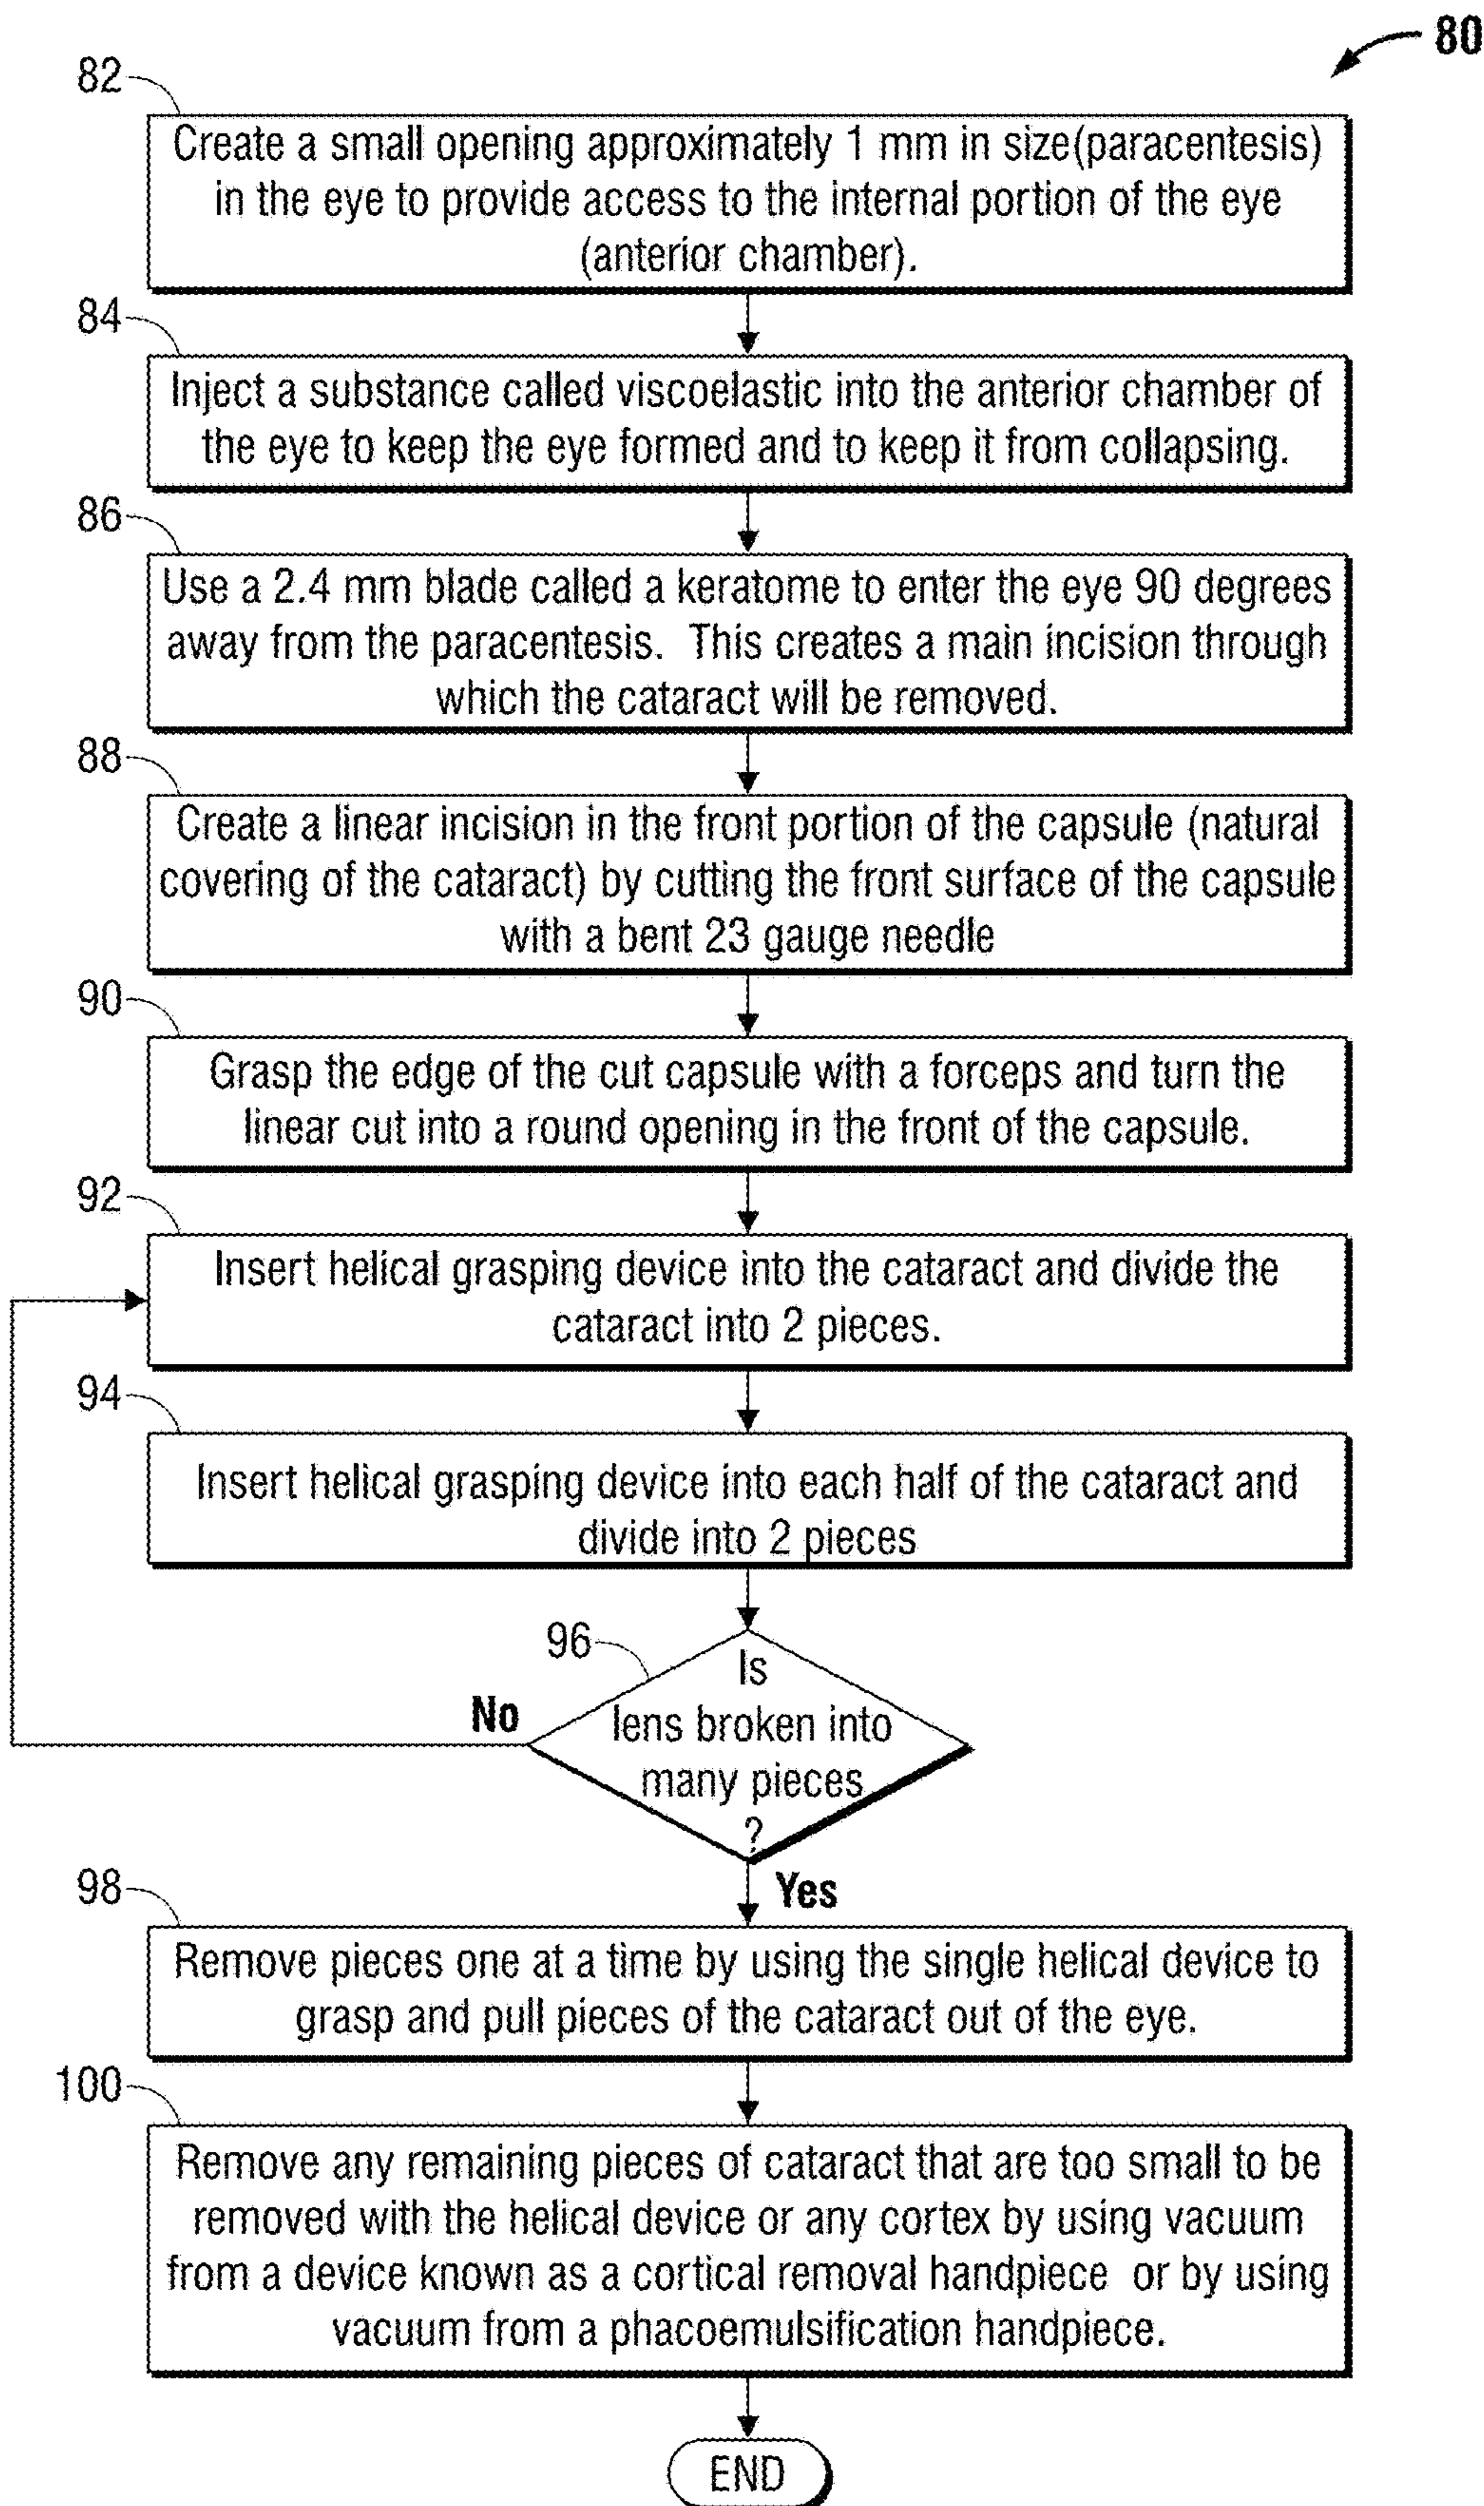 80
82
Create a small opening approximately 1 mm in size(paracentesis)
in the eye to provide access to the internal portion of the eye
(anterior chamber).
84
Inject a substance called viscoelastic into the anterior chamber of
the eye to keep the eye formed and to keep it from collapsing.
86
Use a 2.4 mm blade called a keratome to enter the eye 90 degrees
away from the paracentesis. This creates a main incision through
which the cataract will be removed.
88
Create a linear incision in the front portion of the capsule (natural
covering of the cataract) by cutting the front surface of the capsule
with a bent 23 gauge needle
90
Grasp the edge of the cut capsule with a forceps and turn the
linear cut into a round opening in the front of the capsule.
92
Insert helical grasping device into the cataract and divide the
cataract into 2 pieces.
94
Insert helical grasping device into each half of the cataract and
divide into 2 pieces
96
Is
lens broken into
many pieces
?
No
Yes
98
Remove pieces one at a time by using the single helical device to
grasp and pull pieces of the cataract out of the eye.
100
Remove any remaining pieces of cataract that are too small to be
removed with the helical device or any cortex by using vacuum
from a device known as a cortical removal handpiece or by using
vacuum from a phacoemulsification handpiece.
END